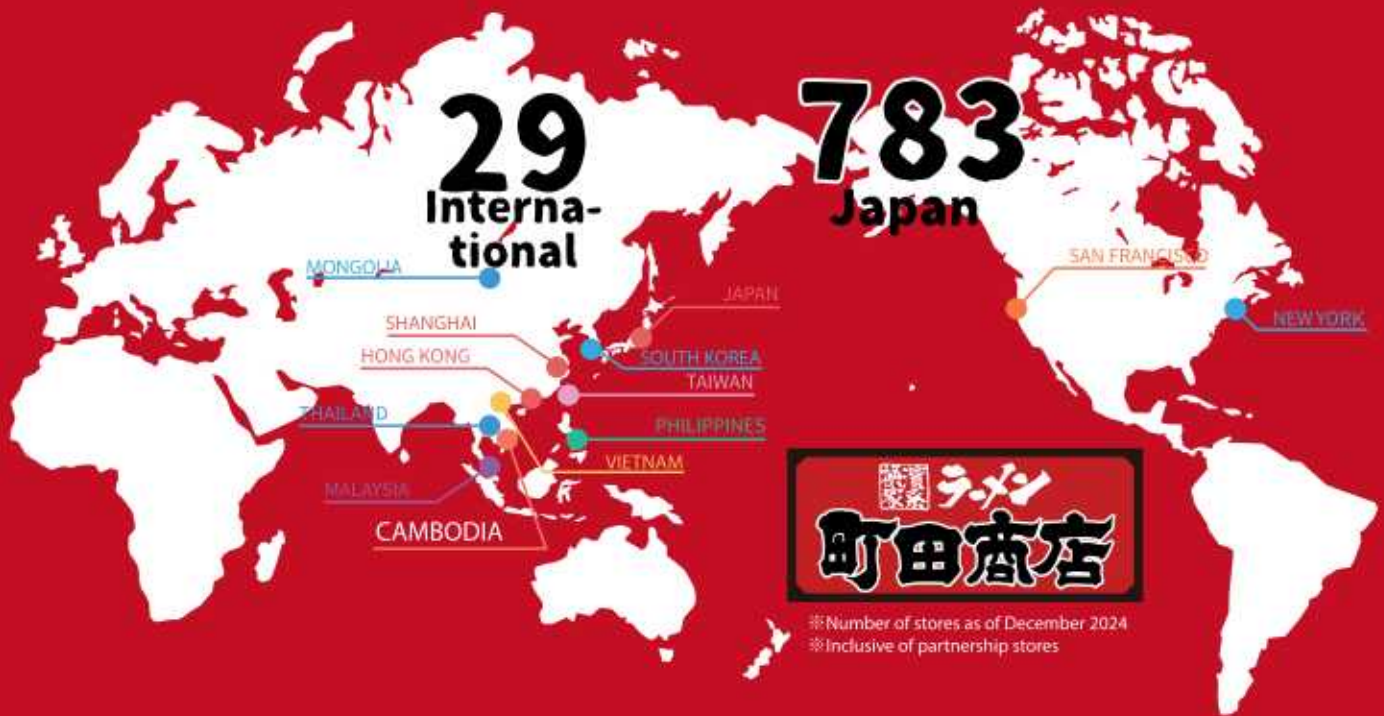 29
Interna-
tional
783
Japan
MONGOLIA
SAN FRANCISCO
JAPAN
NEW YORK
SHANGHAI
HONG KONG
SOUTH KOREA
TAIWAN
THAILAND
PHILIPPINES
VIETNAM
MALAYSIA
CAMBODIA
ラーメン
町田商店
※Number of stores as of December 2024
※Inclusive of partnership stores